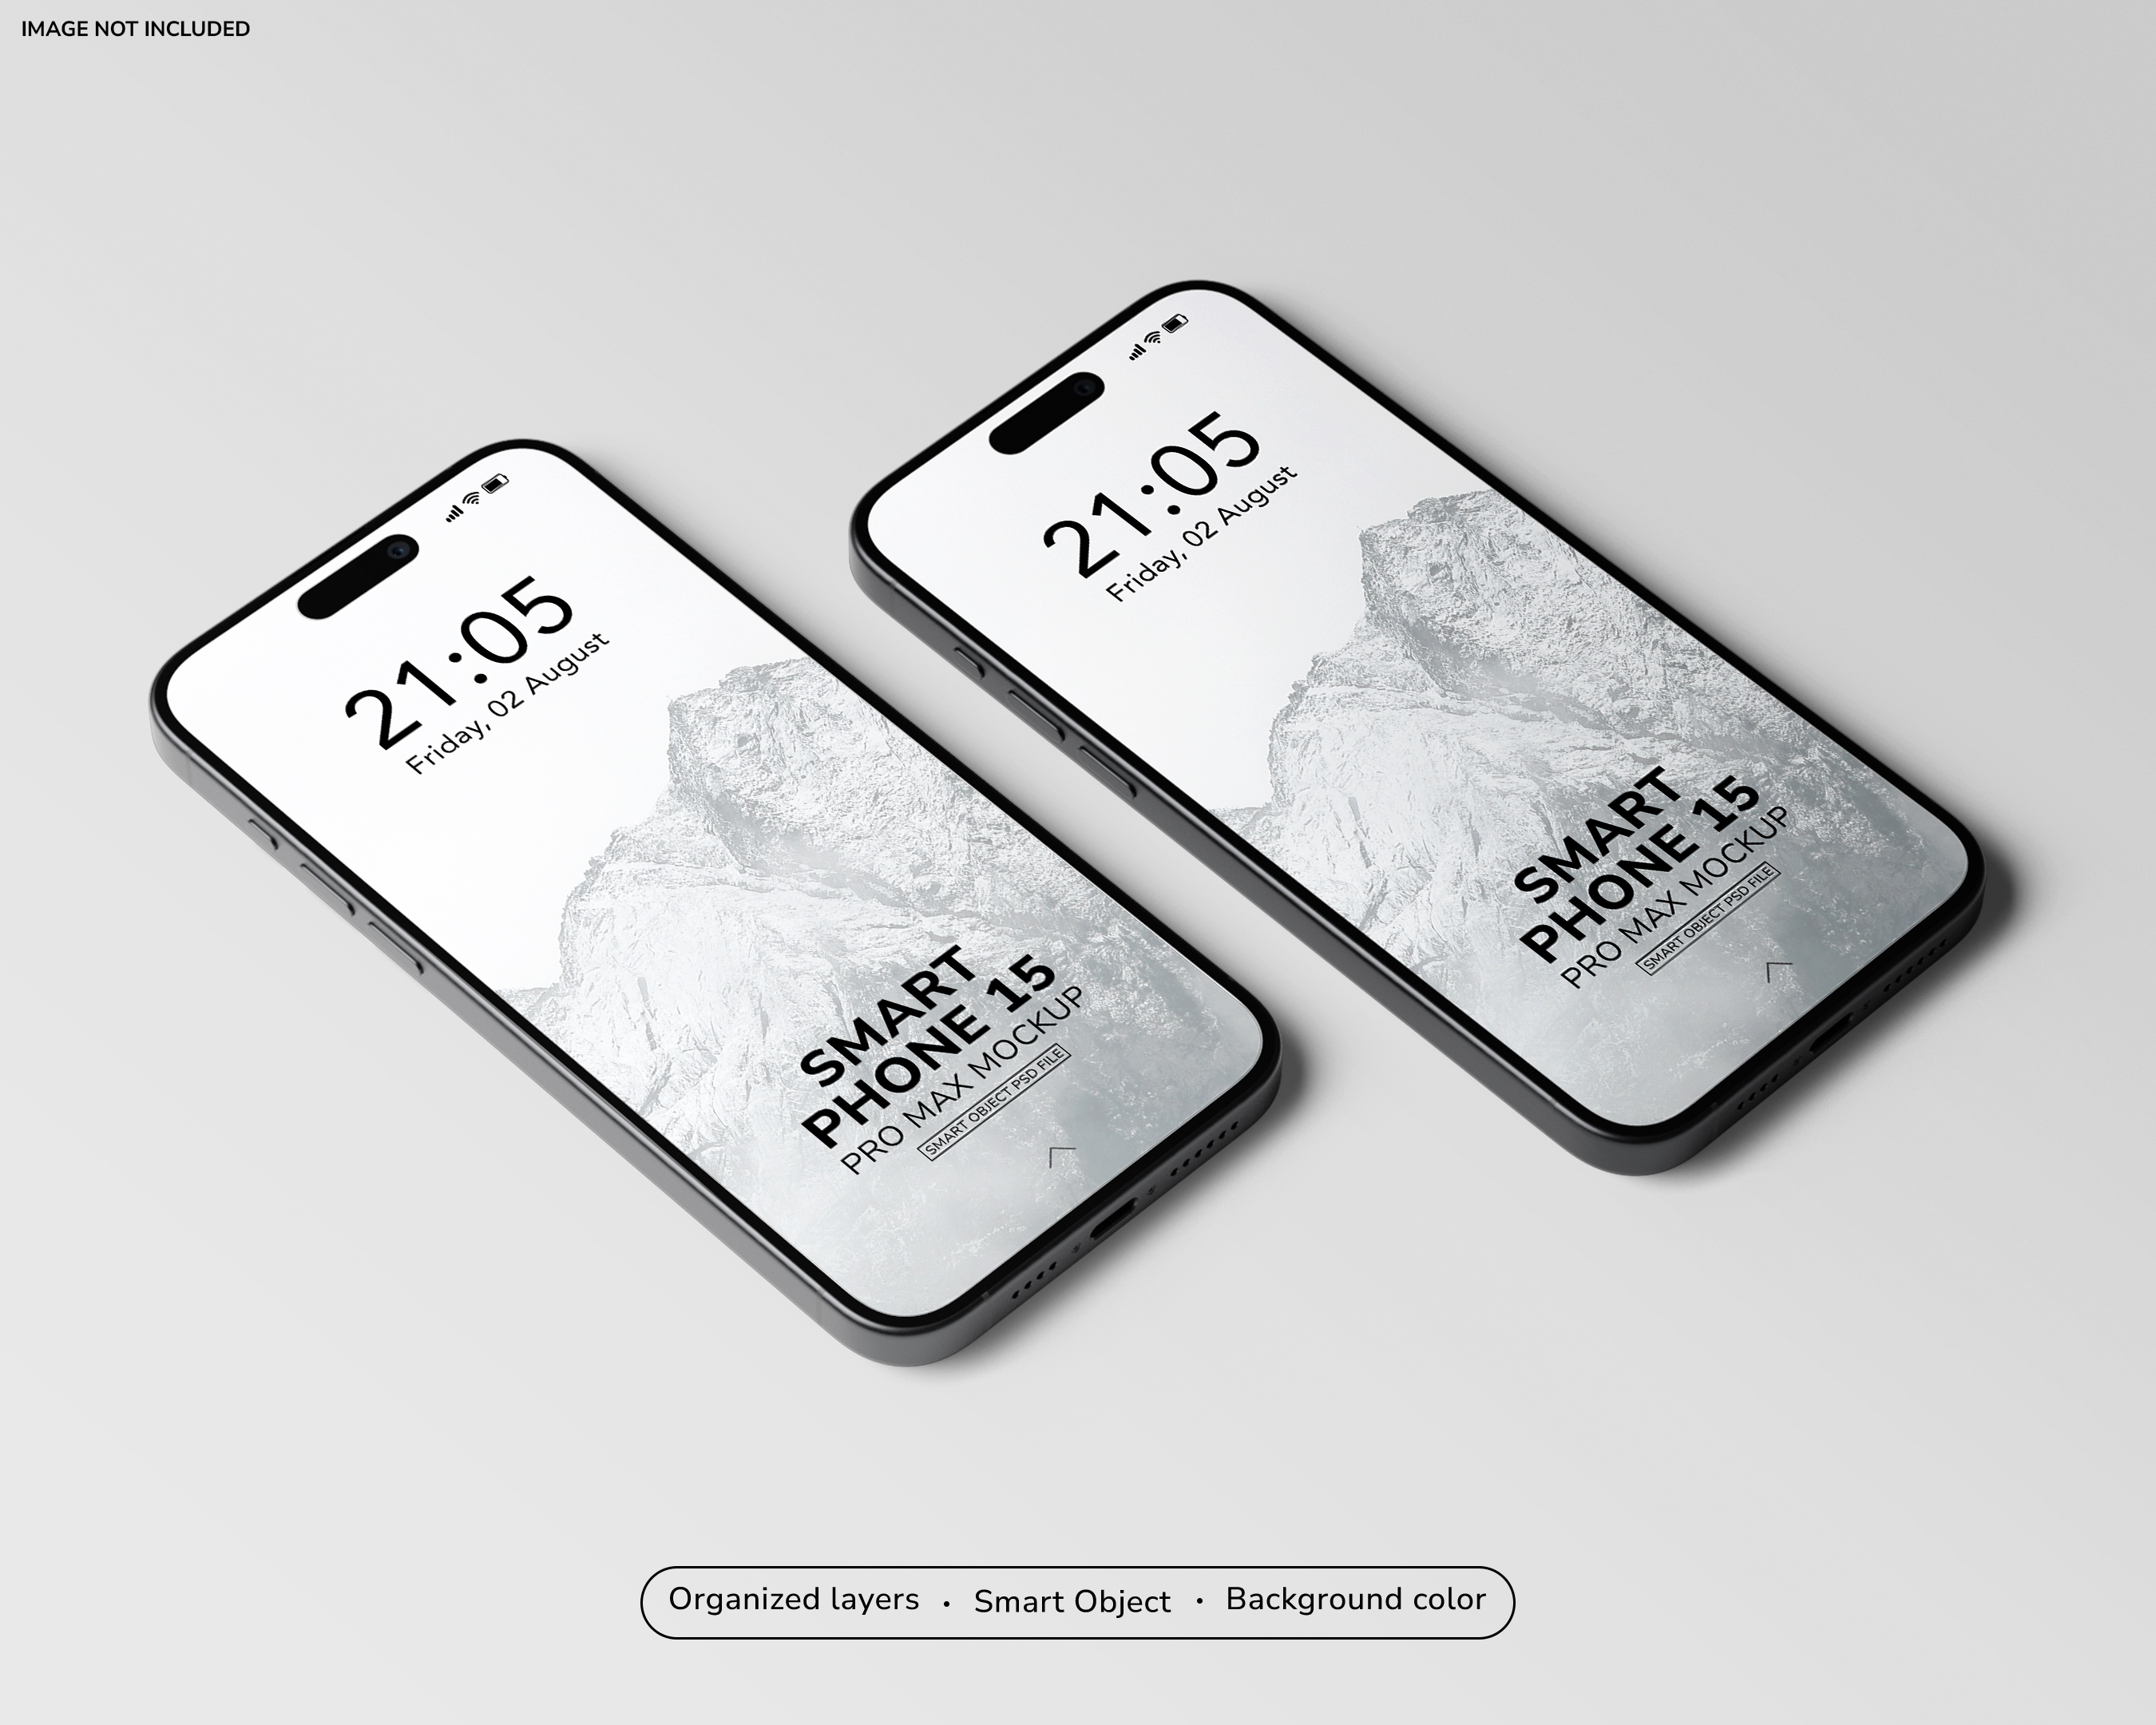 IMAGE NOT INCLUDED
21:05
Friday, 02 August
SMART
PHONE 15
PRO MAX MOCKUP
SMART OBJECT PSD FILE
21:05
Friday, 02 August
SMART
PHONE 15
PRO MAX MOCKUP
SMART OBJECT PSD FILE
Organized layers • Smart Object • Background color